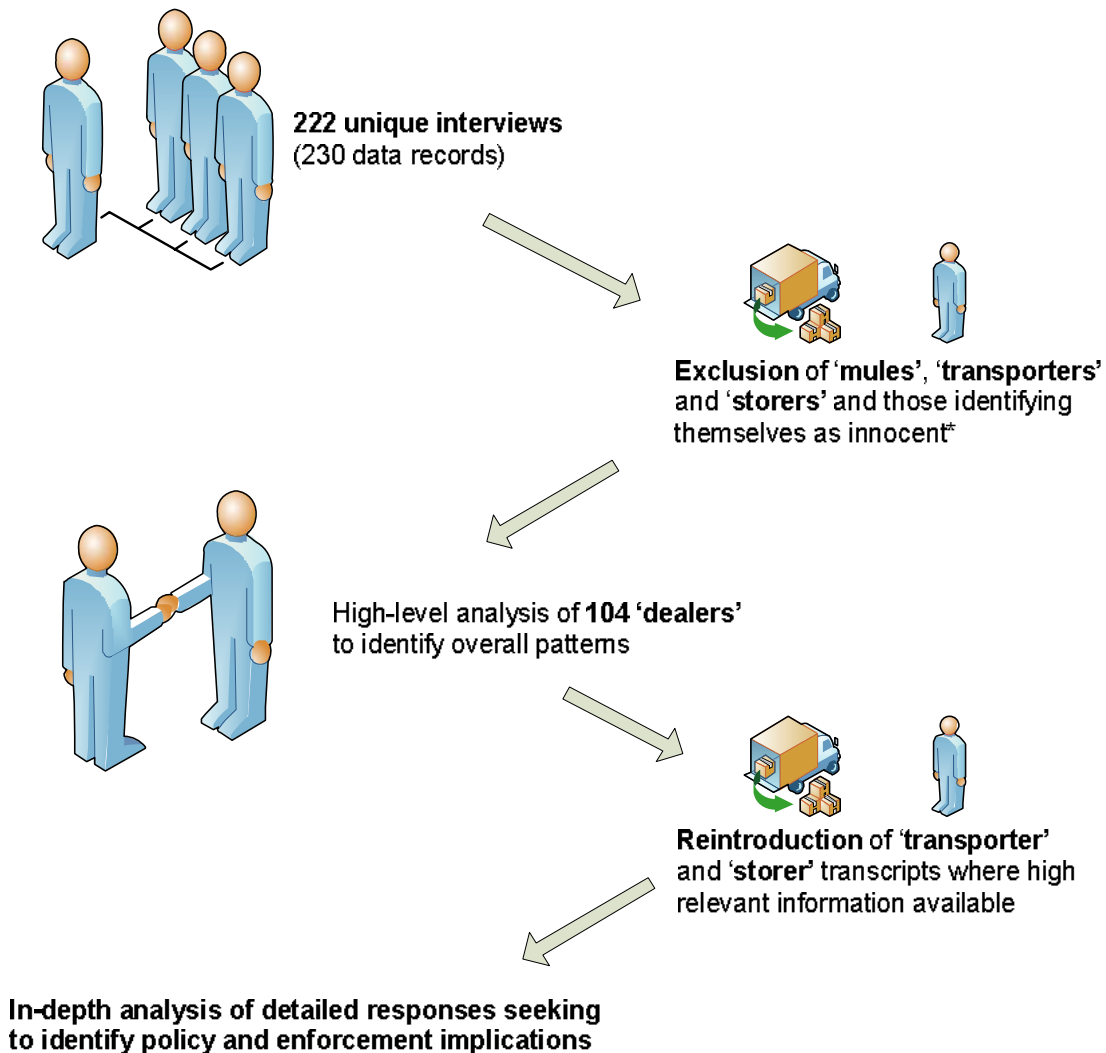 222 unique interviews
(230 data records)
Exclusion of ‘mules’, ‘transporters’
and ‘storers’ and those identifying
themselves as innocent*
High-level analysis of 104 ‘dealers’
to identify overall patterns
Reintroduction of ‘transporter’
and ‘storer’ transcripts where high
relevant information available
In-depth analysis of detailed responses seeking
to identify policy and enforcement implications